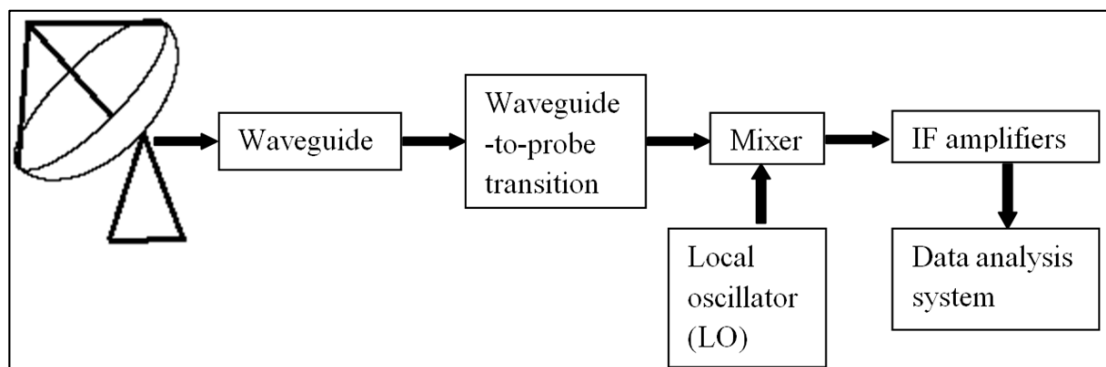 Waveguide
Waveguide
-to-probe
transition
Mixer
IF amplifiers
Local
oscillator
(LO)
Data analysis
system